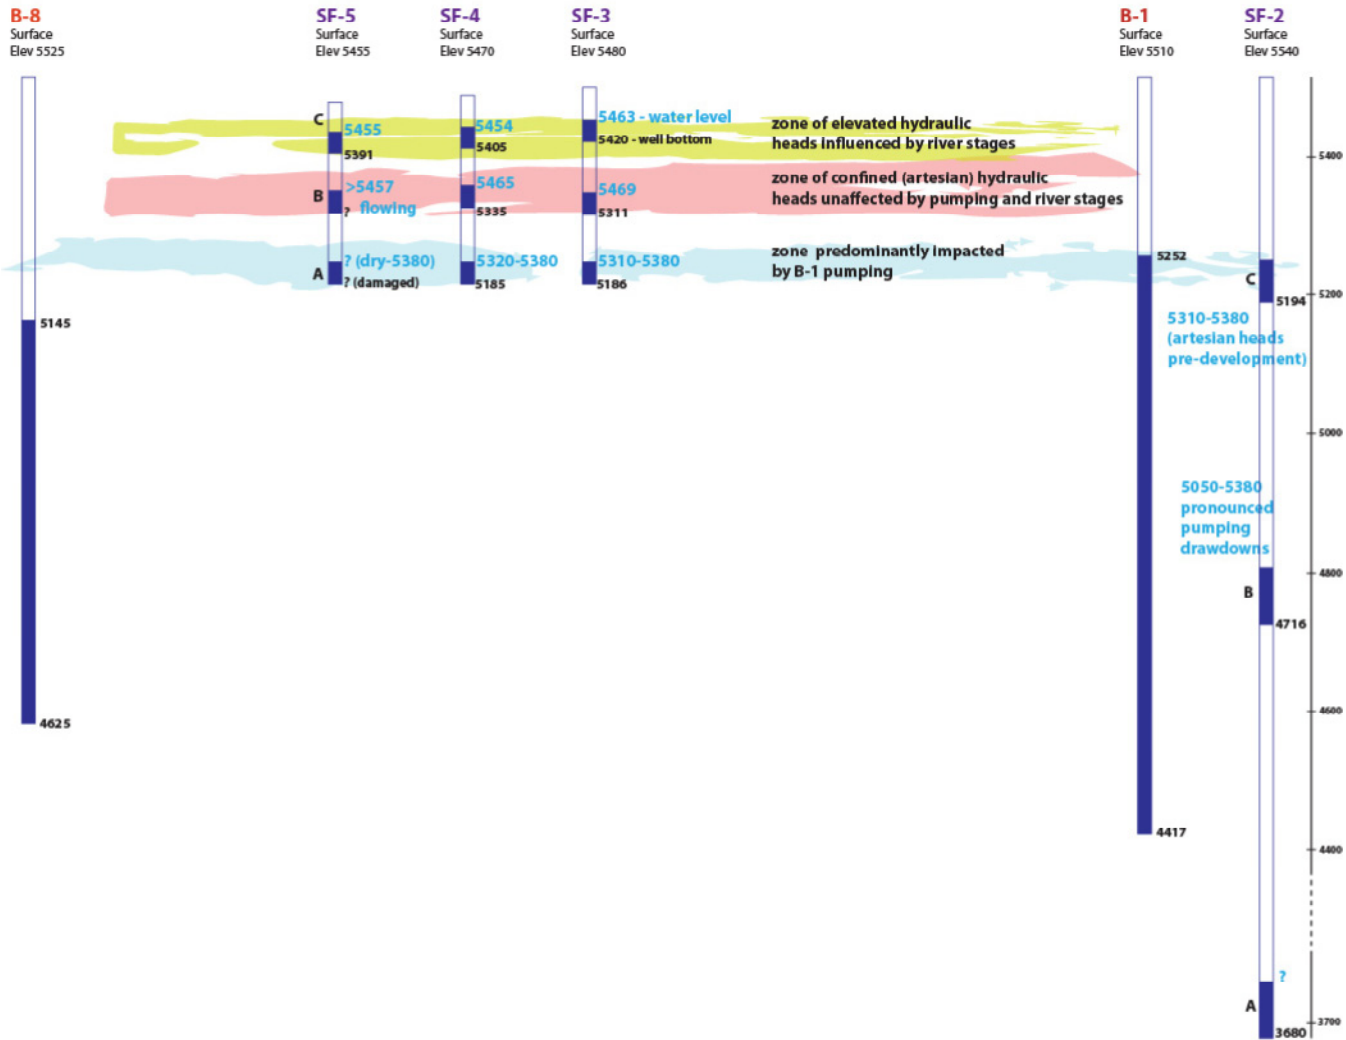 B-8
Surface
Elev 5525
SF-5
Surface
Elev 5455
SF-4
Surface
Elev 5470
SF-3
Surface
Elev 5480
B-1
Surface
Elev 5510
SF-2
Surface
Elev 5540
C
5455
5391
5454
5405
5463 - water level
5420 - well bottom
zone of elevated hydraulic
heads influenced by river stages
5400
B
>5457
? flowing
5465
5335
5469
5311
zone of confined (artesian) hydraulic
heads unaffected by pumping and river stages
A
? (dry-5380)
? (damaged)
5320-5380
5185
5310-5380
5186
zone predominantly impacted
by B-1 pumping
5252
C
5194
5200
5145
5310-5380
(artesian heads
pre-development)
5000
5050-5380
pronounced
pumping
drawdowns
4800
B
4716
4625
4600
4417
4400
?
A
3700
3680